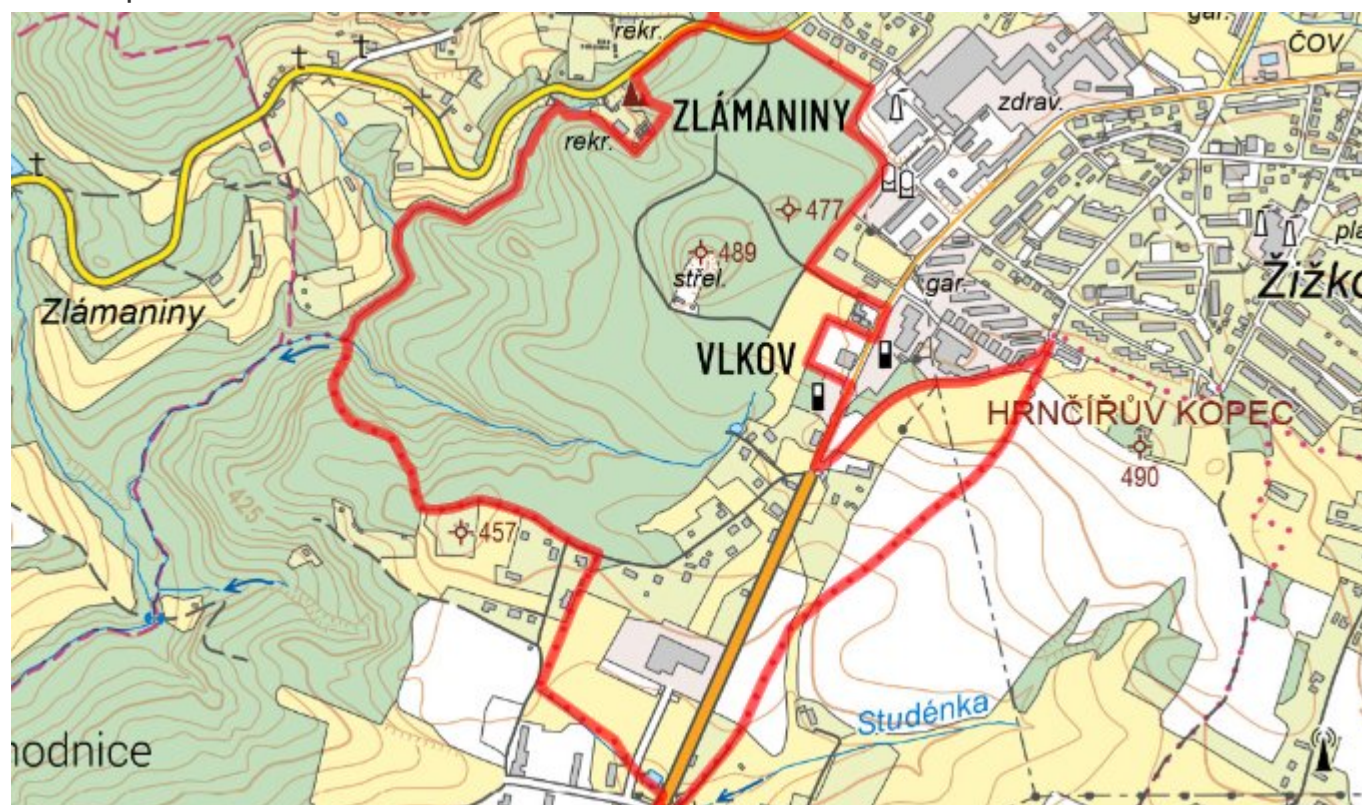 rekr.
gar.
ČOV
zdrav.
ZLÁMANINY
rekr.
477
489
střel.
gar.
Žižko
Zlámaniny
VLKOV
HRNČÍŘŮV KOPEC
490
425
457
Studénka
hodnice